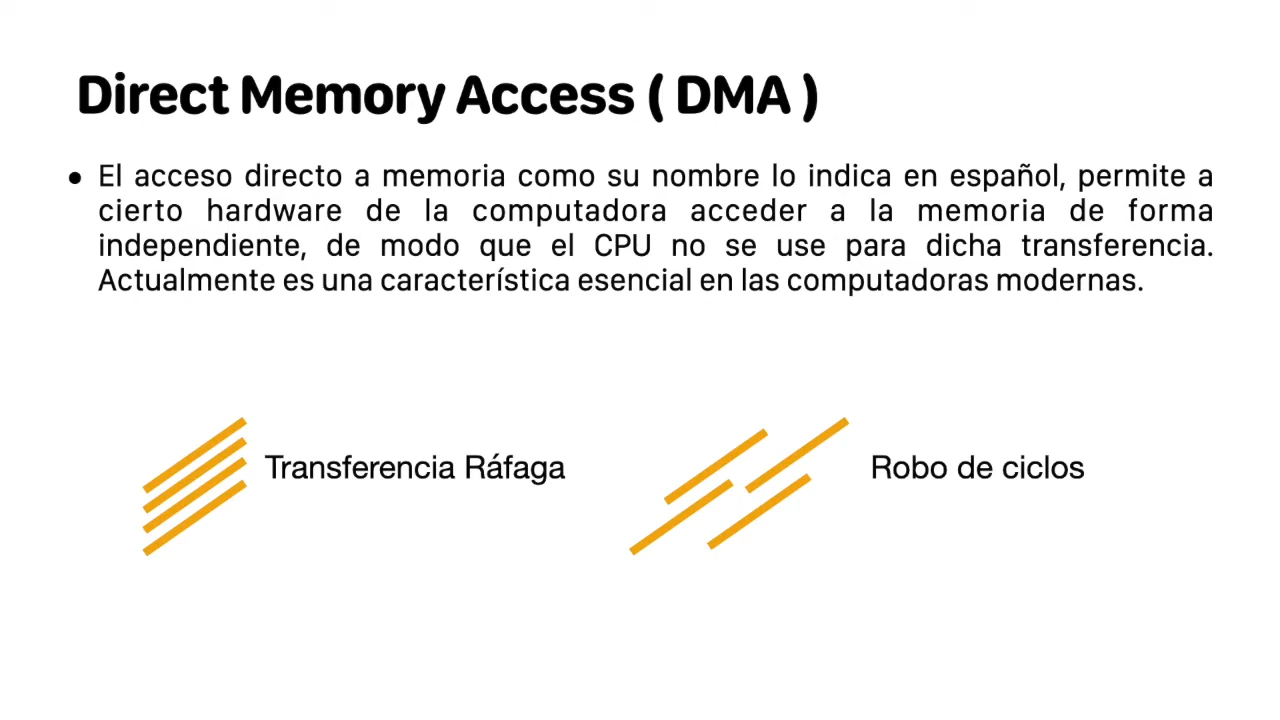 Direct Memory Access ( DMA )
• El acceso directo a memoria como su nombre lo indica en español, permite a
cierto hardware de la computadora acceder a la memoria de forma
independiente, de modo que el CPU no se use para dicha transferencia.
Actualmente es una característica esencial en las computadoras modernas.
Transferencia Ráfaga
Robo de ciclos